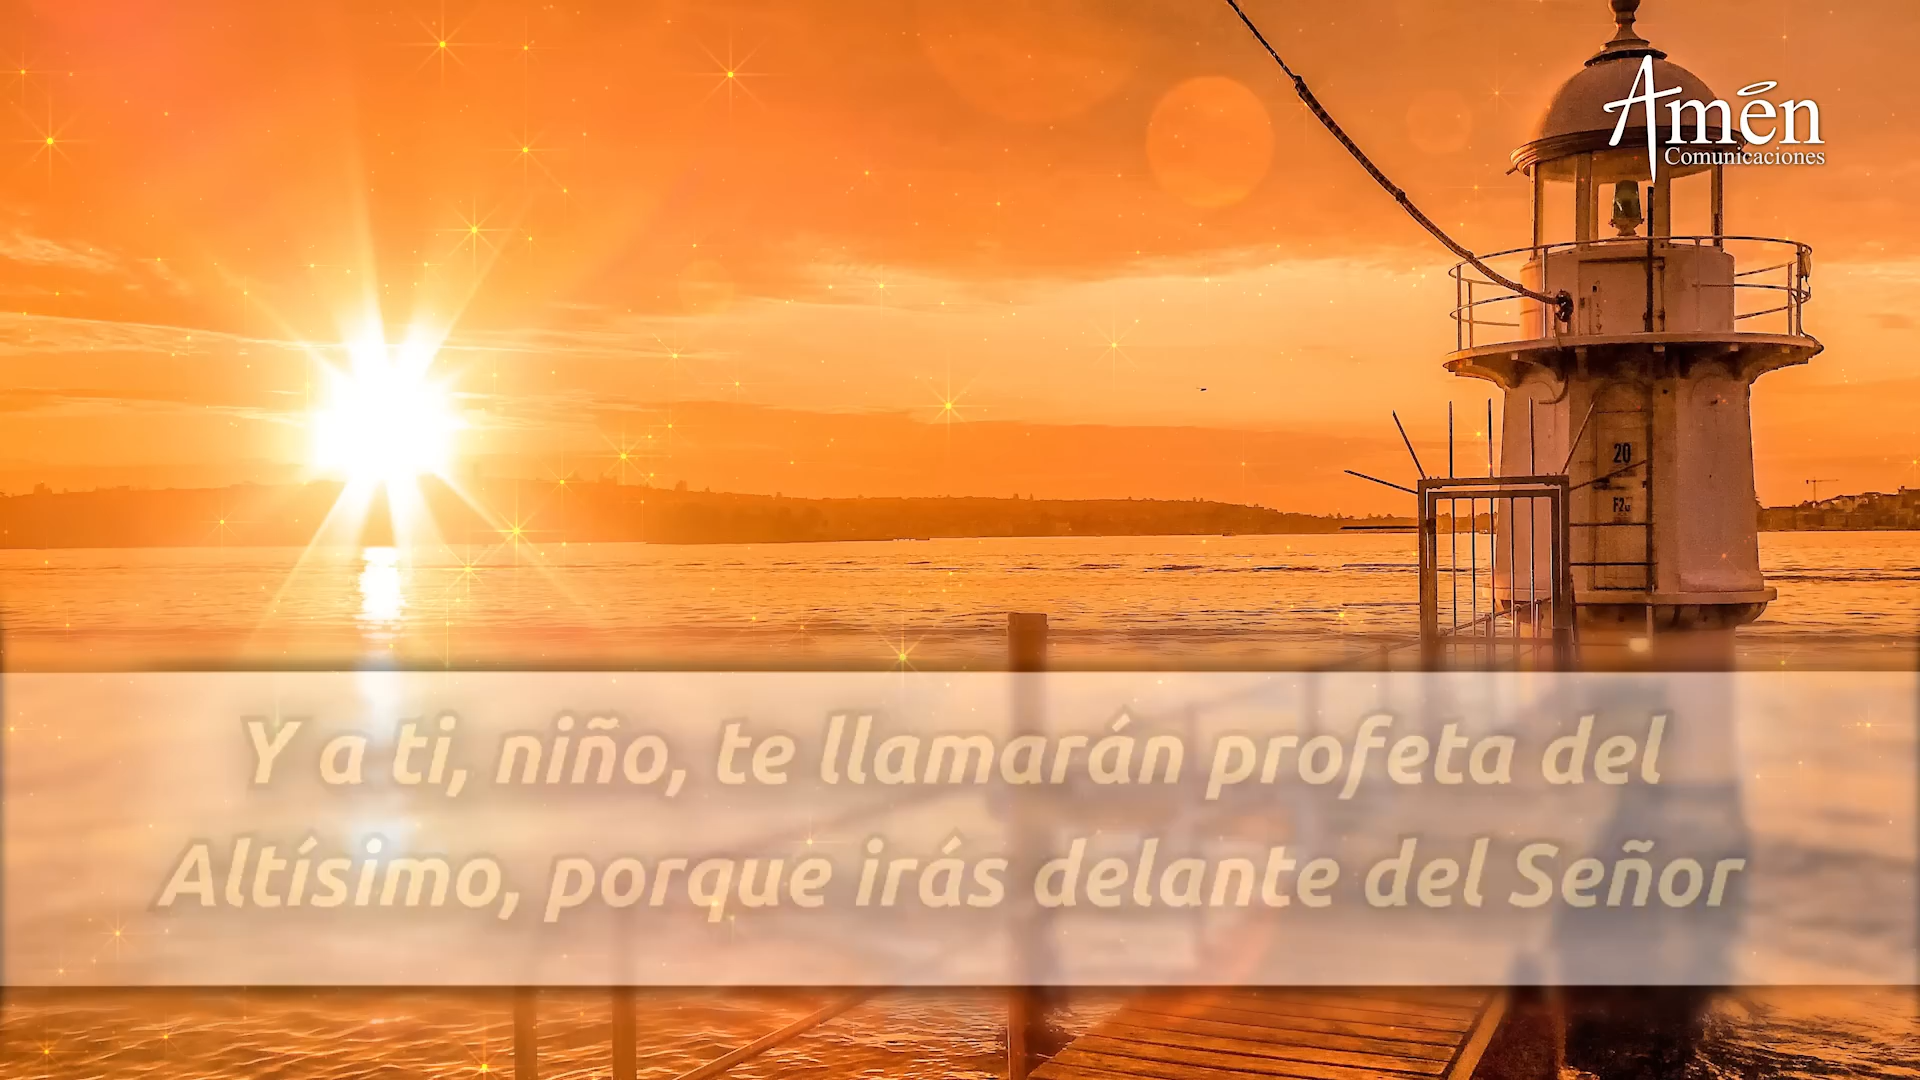 Amén
Comunicaciones
20
Y a ti, niño, te llamarán profeta del
Altísimo, porque irás delante del Señor